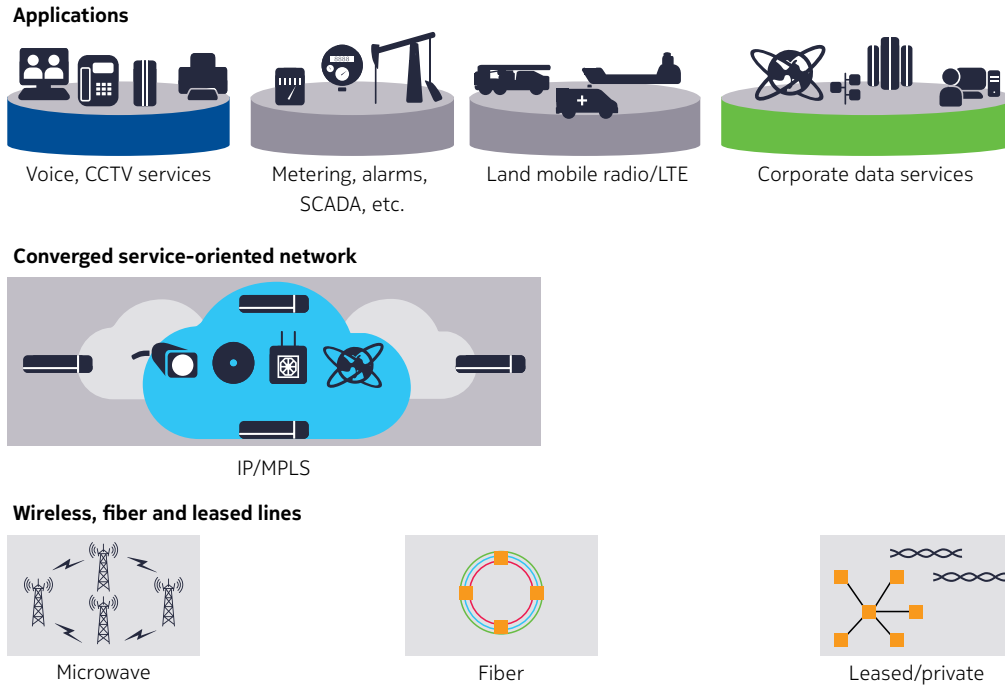 Applications
Voice, CCTV services
Metering, alarms,
SCADA, etc.
Land mobile radio/LTE
Corporate data services
Converged service-oriented network
IP/MPLS
Wireless, fiber and leased lines
Microwave
Fiber
Leased/private